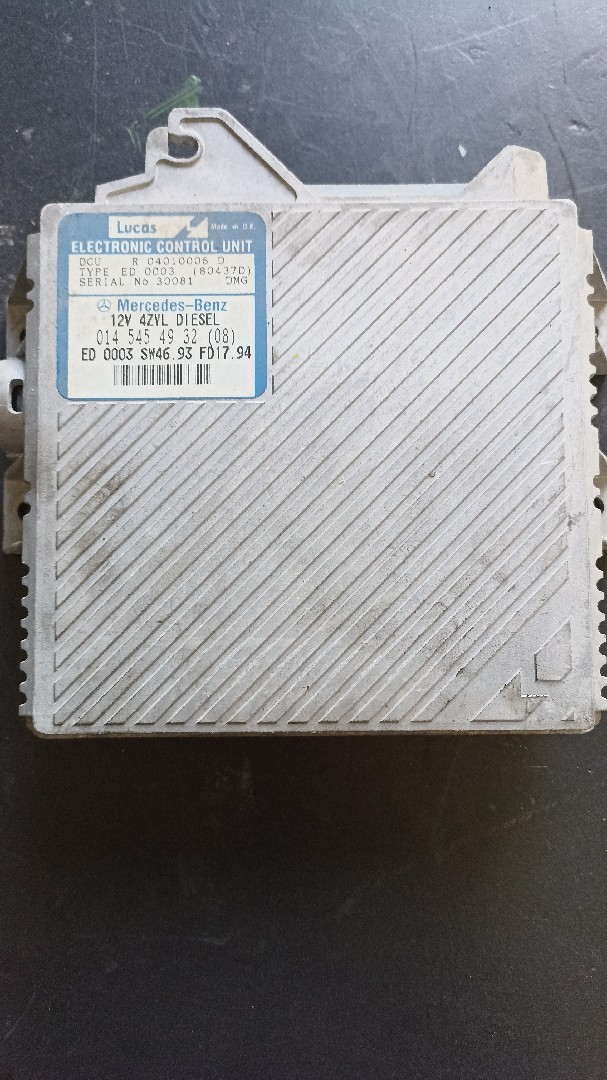 Lucas Made in U.K.
ELECTRONIC CONTROL UNIT
DCU R 04010006 D
TYPE ED 0003 (80437D)
SERIAL No 30081 DMG
Mercedes-Benz
12V 4ZYL DIESEL
014 545 49 32 (08)
ED 0003 SW46.93 FD17.94